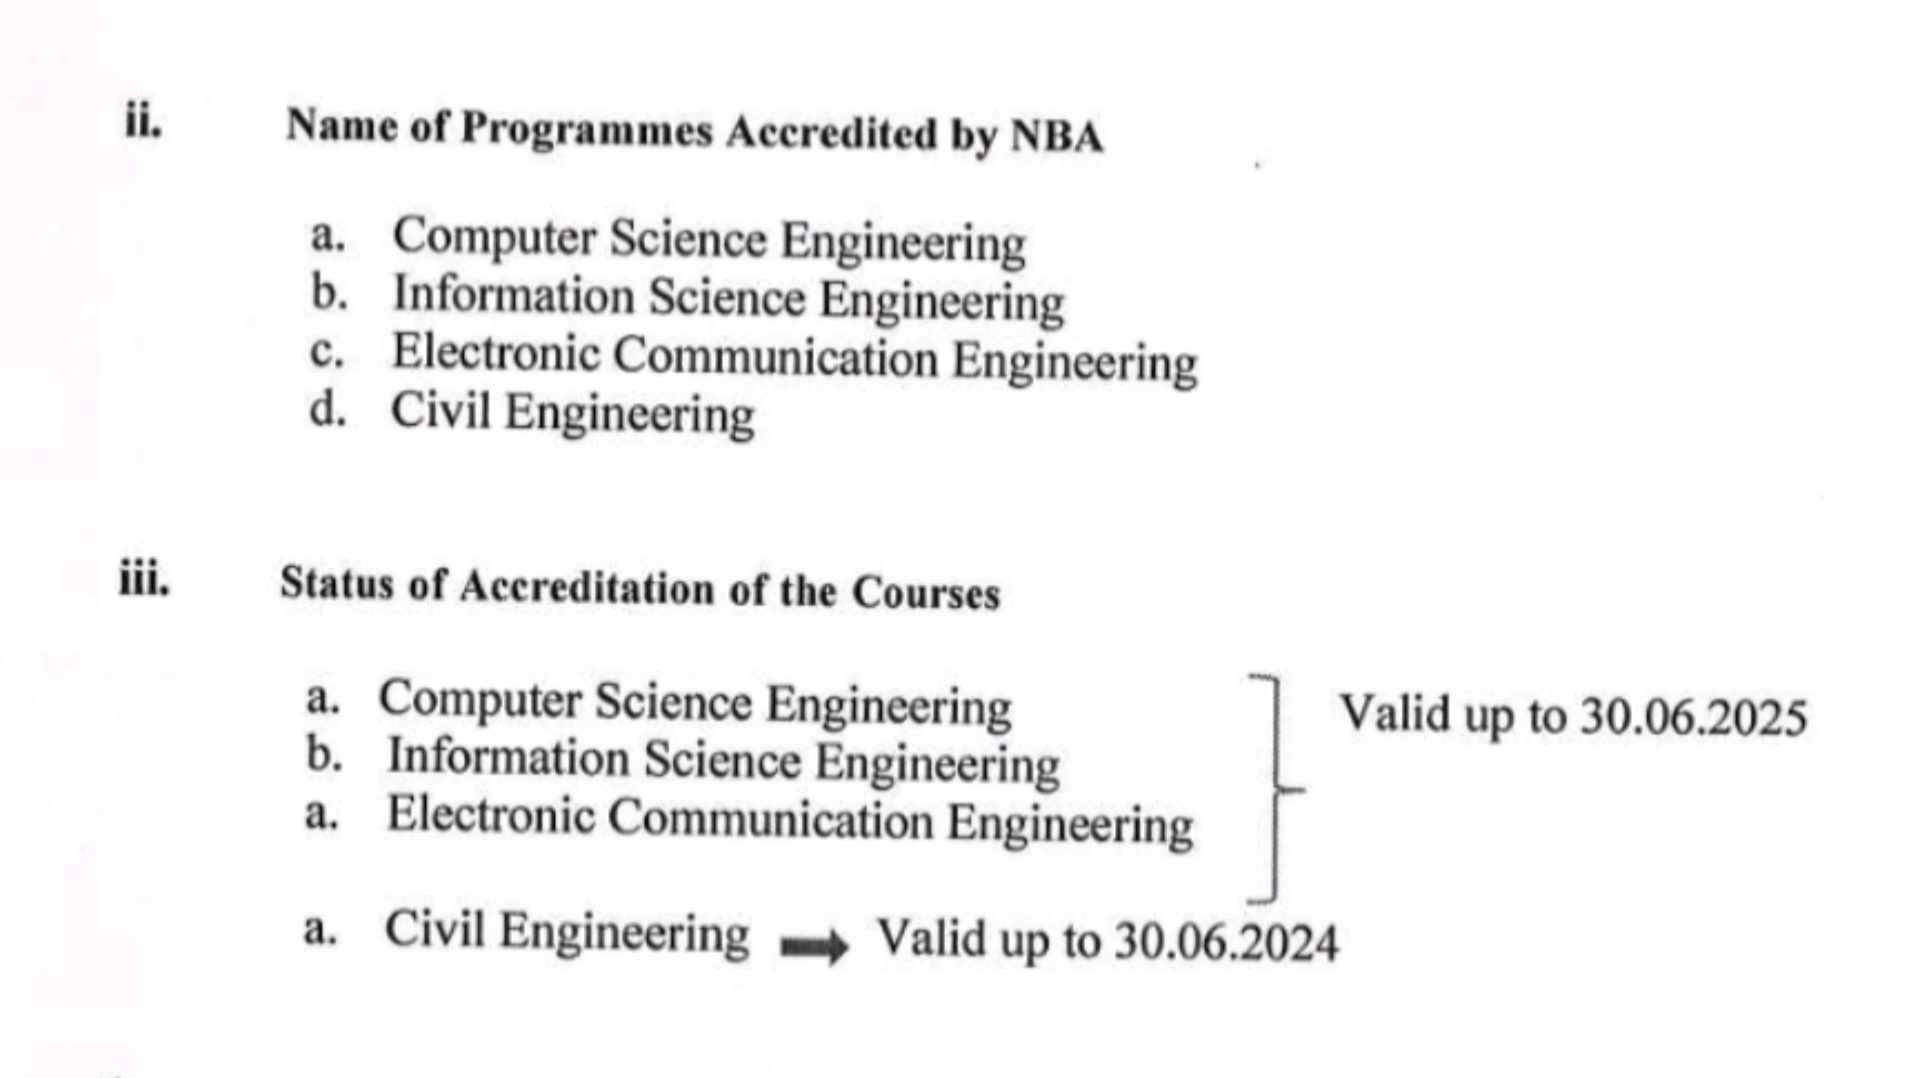 ii. Name of Programmes Accredited by NBA
a. Computer Science Engineering
b. Information Science Engineering
c. Electronic Communication Engineering
d. Civil Engineering
iii. Status of Accreditation of the Courses
a. Computer Science Engineering Valid up to 30.06.2025
b. Information Science Engineering
a. Electronic Communication Engineering
a. Civil Engineering ➡ Valid up to 30.06.2024